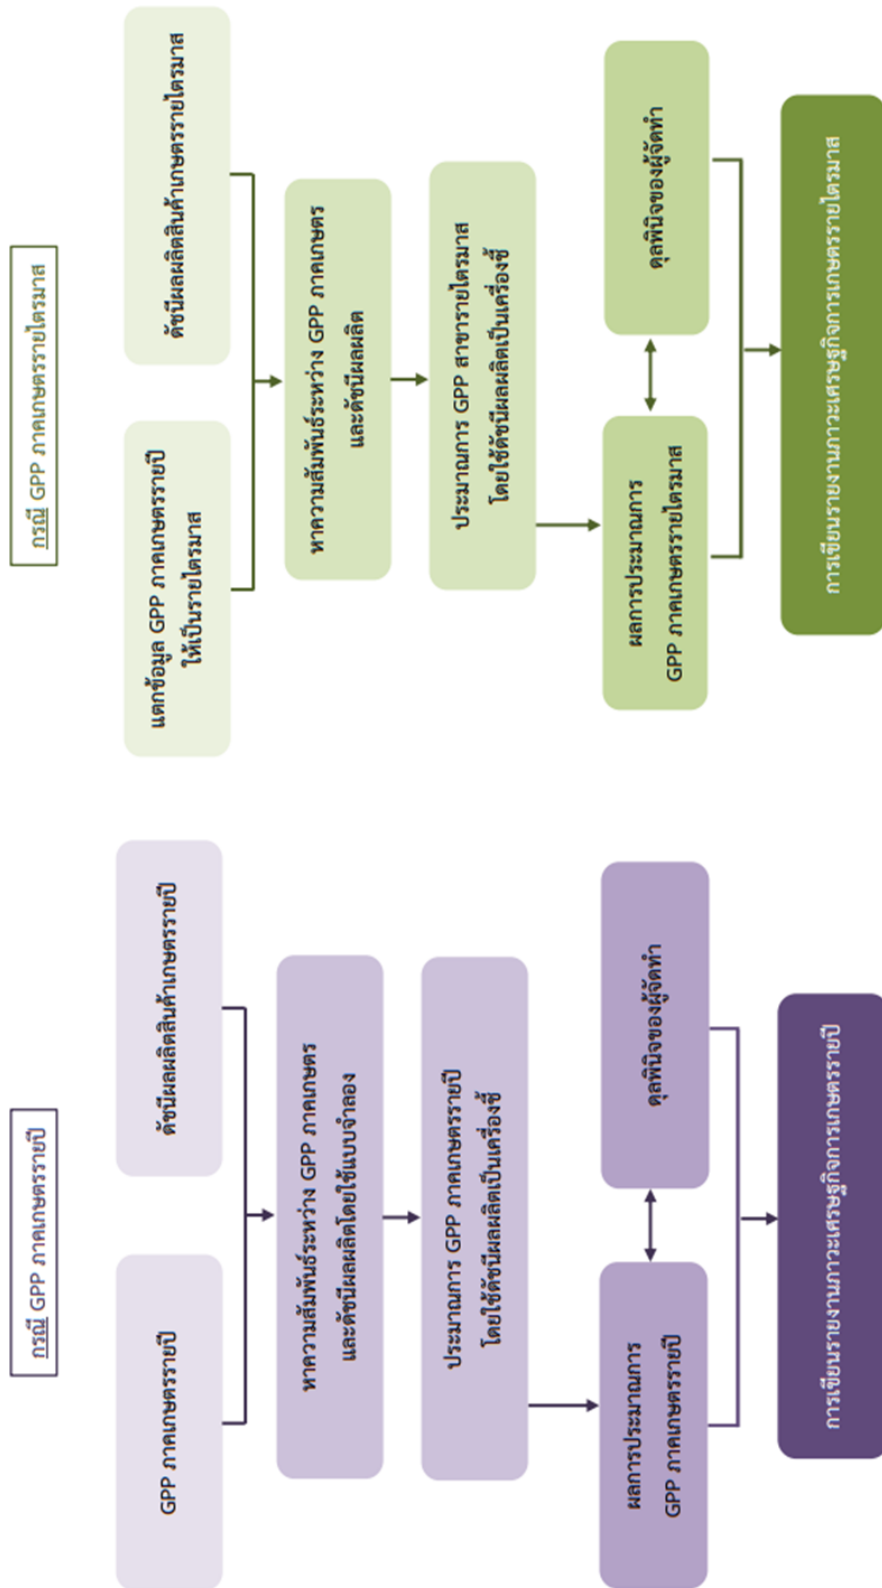 กรณี GPP ภาคเกษตรรายปี
GPP ภาคเกษตรรายปี
ดัชนีผลผลิตสินค้าเกษตรรายปี
หาความสัมพันธ์ระหว่าง GPP ภาคเกษตร
และดัชนีผลผลิตโดยใช้แบบจำลอง
ประมาณการ GPP ภาคเกษตรรายปี
โดยใช้ดัชนีผลผลิตเป็นเครื่องชี้
ผลการประมาณการ
GPP ภาคเกษตรรายปี
ดุลพินิจของผู้จัดทำ
การเขียนรายงานภาวะเศรษฐกิจการเกษตรรายปี
กรณี GPP ภาคเกษตรรายไตรมาส
แตกข้อมูล GPP ภาคเกษตรรายปี
ให้เป็นรายไตรมาส
ดัชนีผลผลิตสินค้าเกษตรรายไตรมาส
หาความสัมพันธ์ระหว่าง GPP ภาคเกษตร
และดัชนีผลผลิต
ประมาณการ GPP สาขารายไตรมาส
โดยใช้ดัชนีผลผลิตเป็นเครื่องชี้
ผลการประมาณการ
GPP ภาคเกษตรรายไตรมาส
ดุลพินิจของผู้จัดทำ
การเขียนรายงานภาวะเศรษฐกิจการเกษตรรายไตรมาส